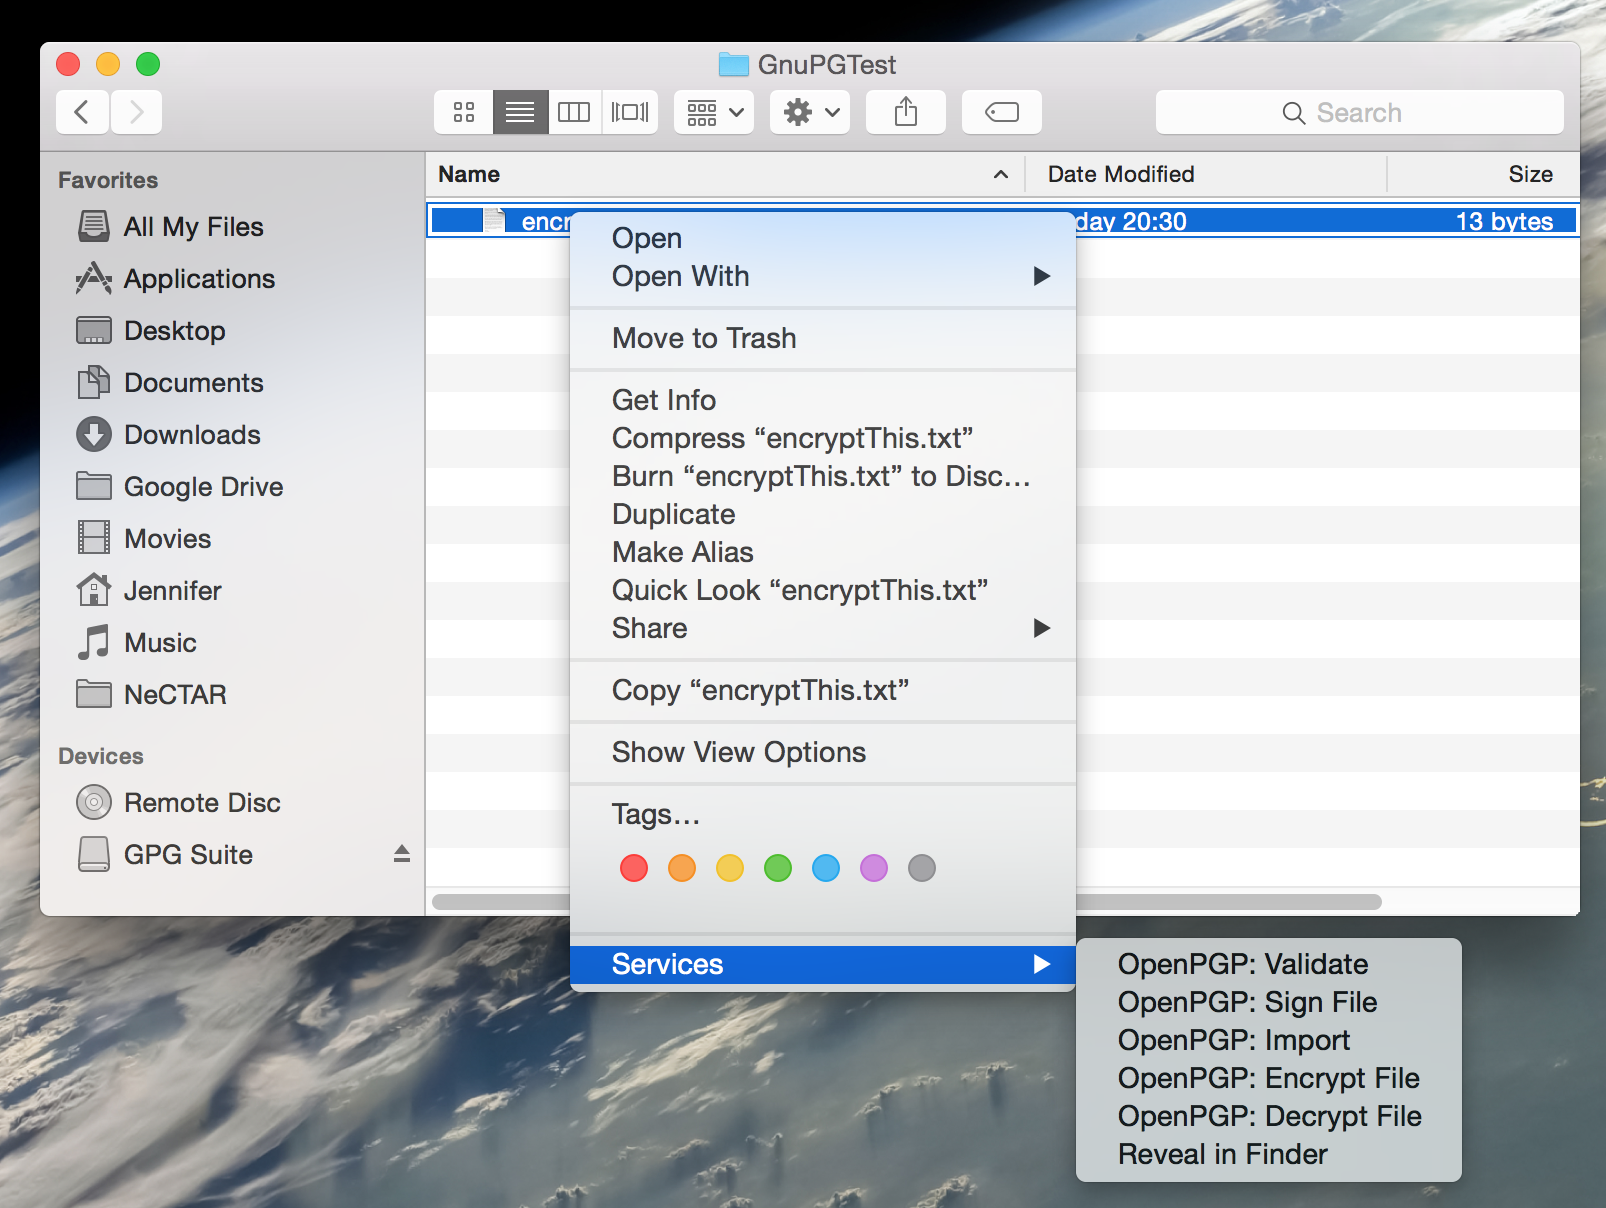 GnuPGTest
Search
Favorites
All My Files
Applications
Desktop
Documents
Downloads
Google Drive
Movies
Jennifer
Music
NeCTAR
Devices
Remote Disc
GPG Suite
Name Date Modified Size
20:30 13 bytes
Open
Open With
Move to Trash
Get Info
Compress “encryptThis.txt”
Burn “encryptThis.txt” to Disc…
Duplicate
Make Alias
Quick Look “encryptThis.txt”
Share
Copy “encryptThis.txt”
Show View Options
Tags…
Services
OpenPGP: Validate
OpenPGP: Sign File
OpenPGP: Import
OpenPGP: Encrypt File
OpenPGP: Decrypt File
Reveal in Finder